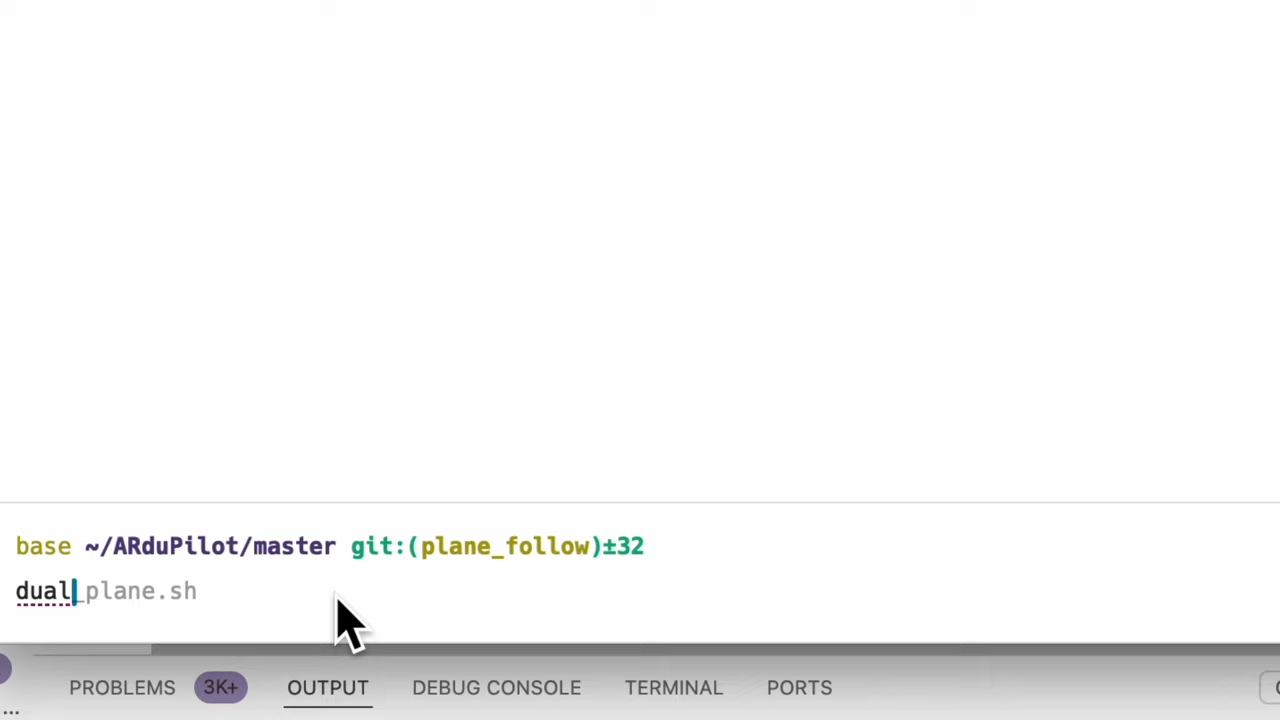 base ~/ARduPilot/master git:(plane_follow)±32
dual_plane.sh
PROBLEMS 3K+ OUTPUT DEBUG CONSOLE TERMINAL PORTS
...